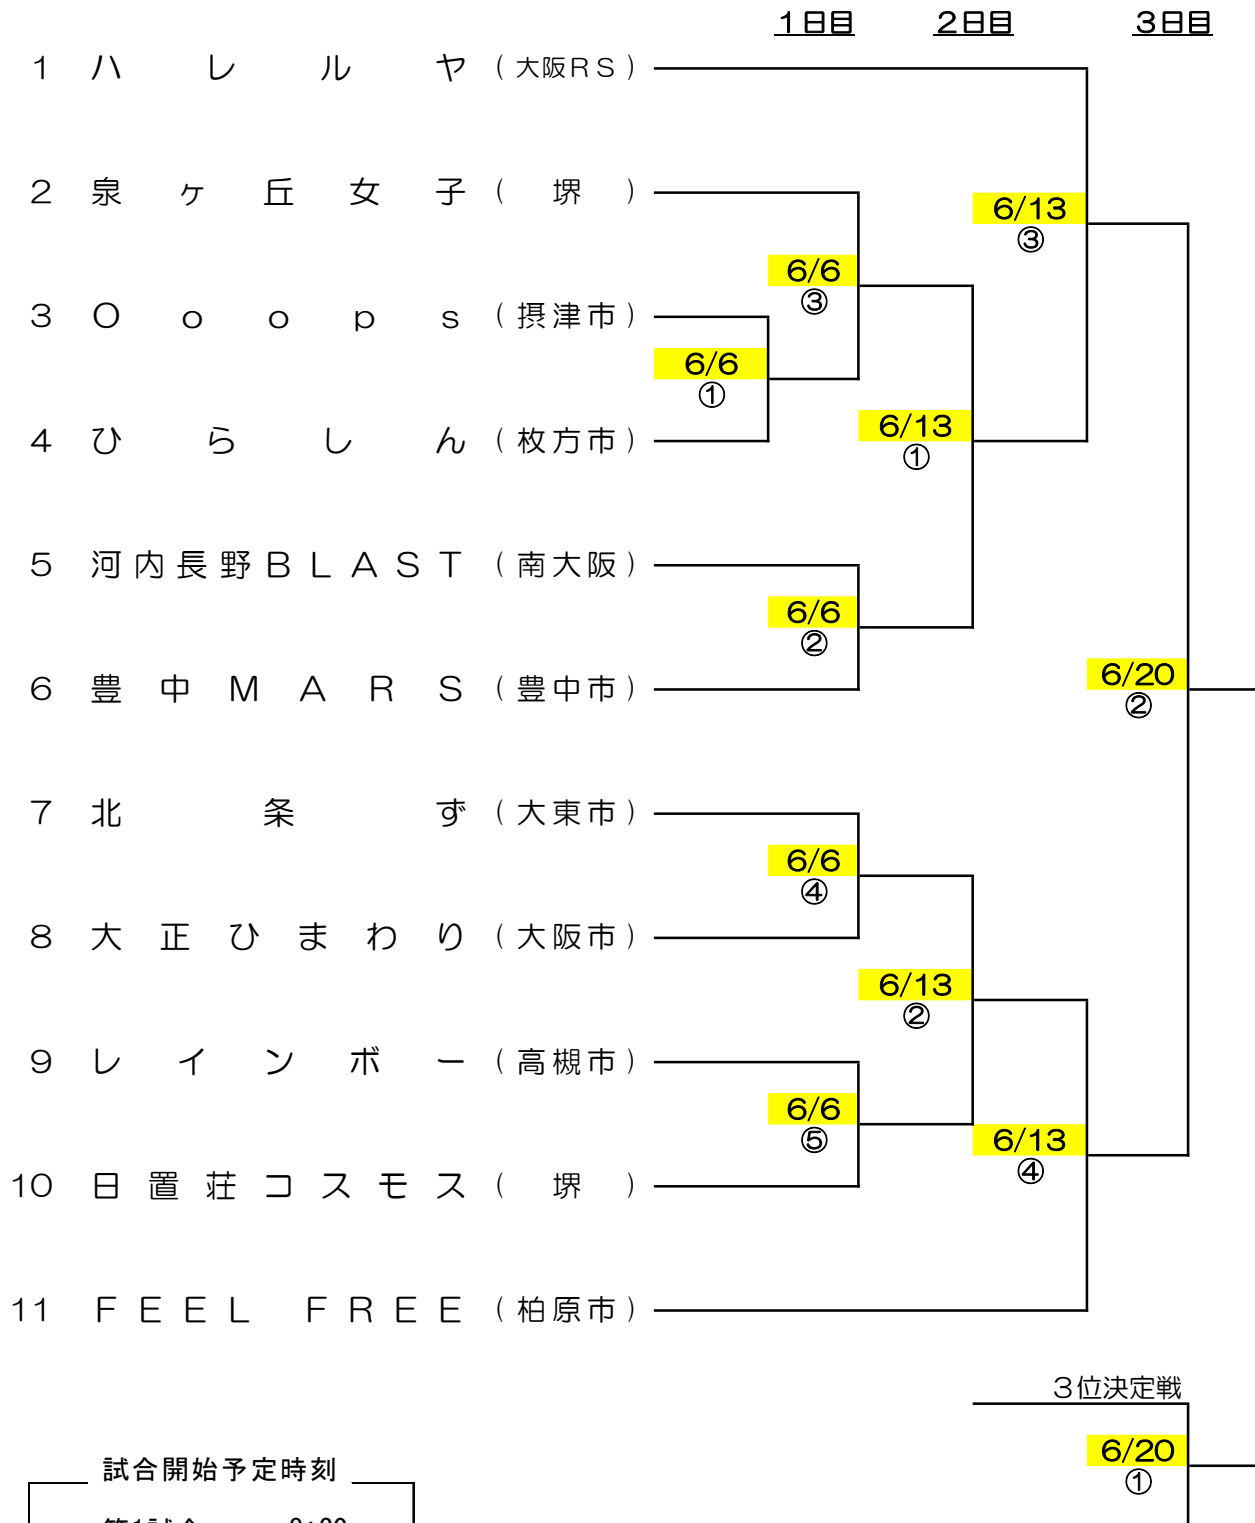 1日目 2日目 3日目
1 ハレルヤ (大阪RS)
2 泉ヶ丘女子 (堺)
6/13
③
6/6
③
3 Ooops (摂津市)
6/6
①
4 ひらしん (枚方市)
6/13
①
5 河内長野BLAST (南大阪)
6/6
②
6 豊中MARS (豊中市)
6/20
②
7 北条ず (大東市)
6/6
④
8 大正ひまわり (大阪市)
6/13
②
9 レインボー (高槻市)
6/6
⑤
6/13
④
10 日置荘コスモス (堺)
11 FEEL FREE (柏原市)
3位決定戦
6/20
①
試合開始予定時刻